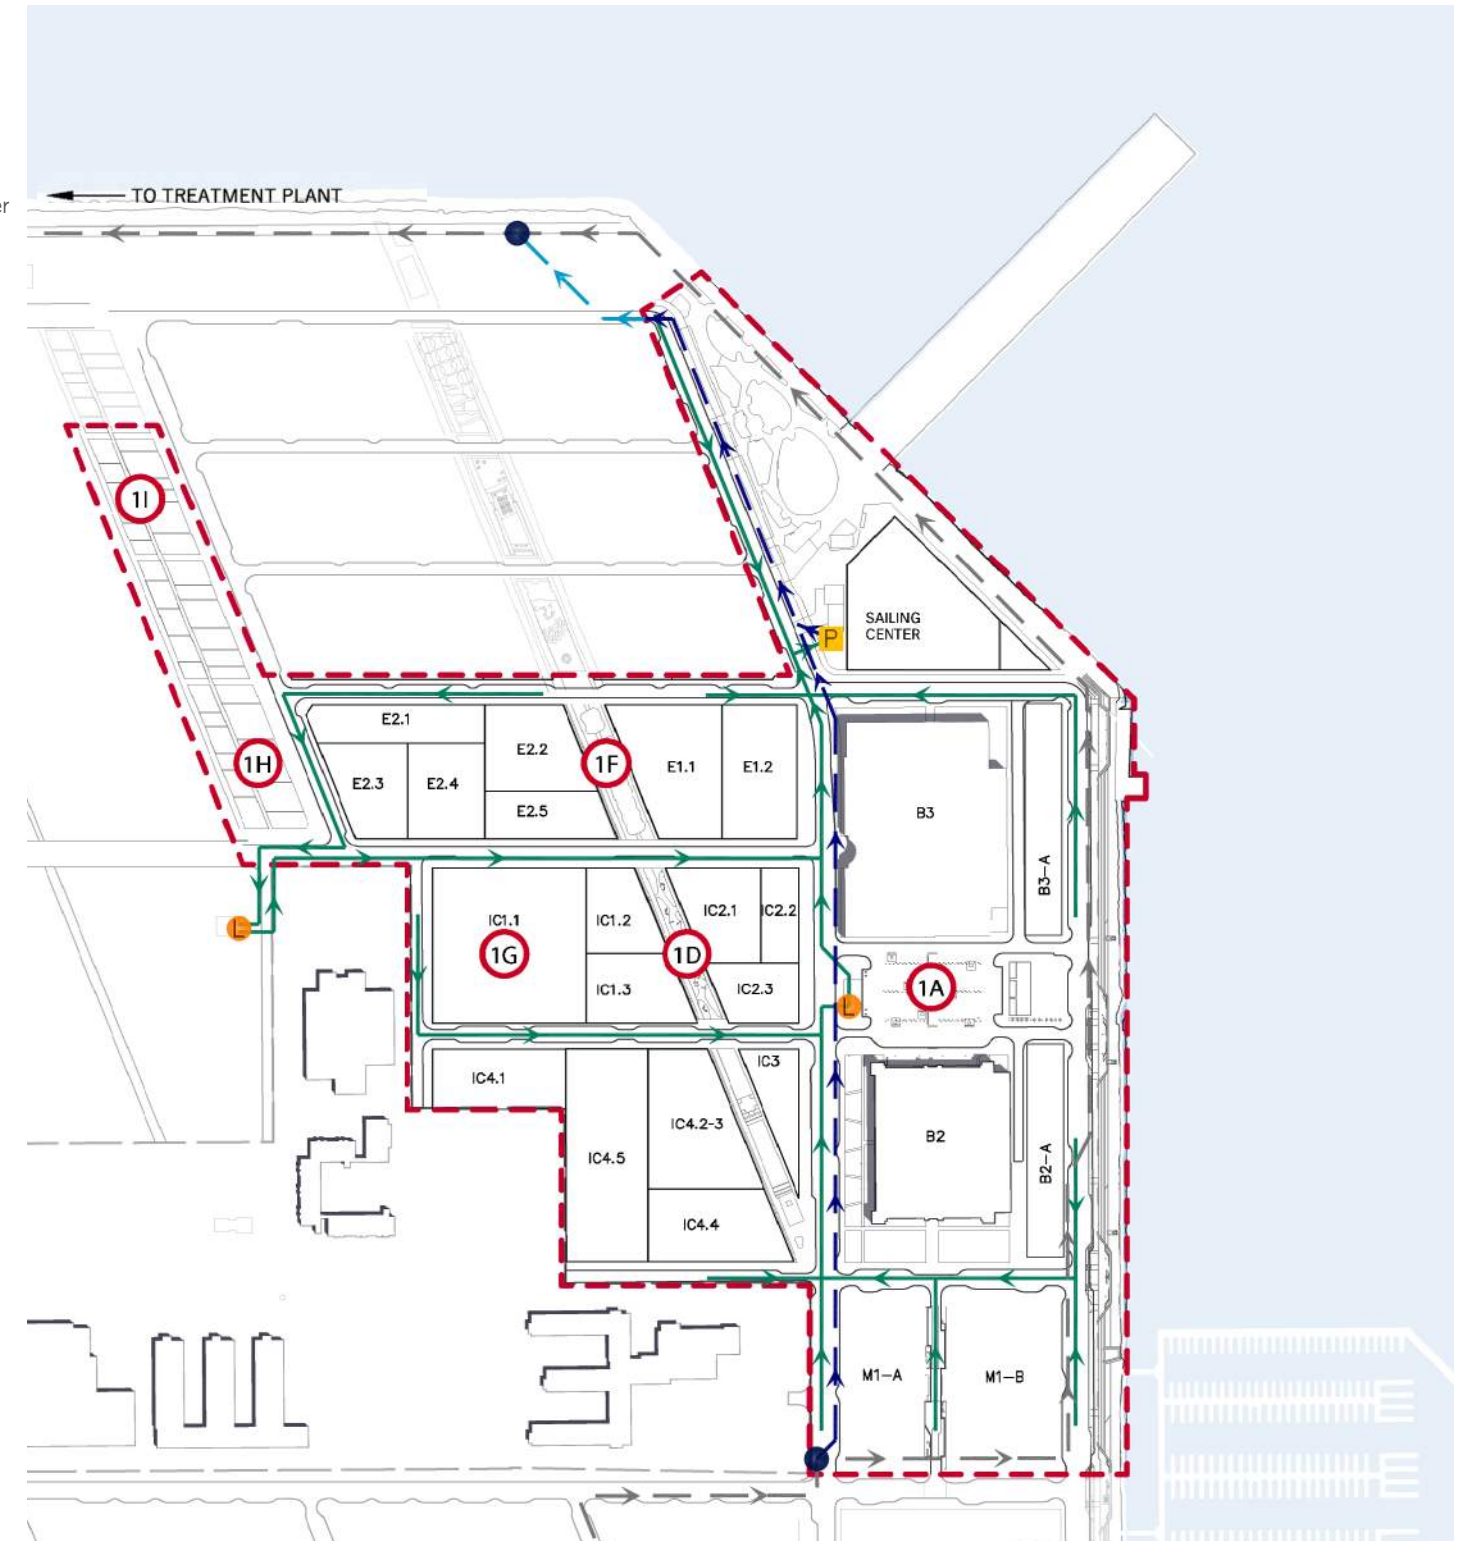 TO TREATMENT PLANT
er
1I
SAILING
CENTER
P
E2.1
E2.2
1F
1H
E1.1
E1.2
E2.3
E2.4
E2.5
B3
B3-A
IC1.1
IC1.2
IC2.1
IC2.2
L
1G
1D
IC1.3
IC2.3
1A
L
IC3
IC4.1
IC4.2-3
B2
B2-A
IC4.5
IC4.4
M1-A
M1-B